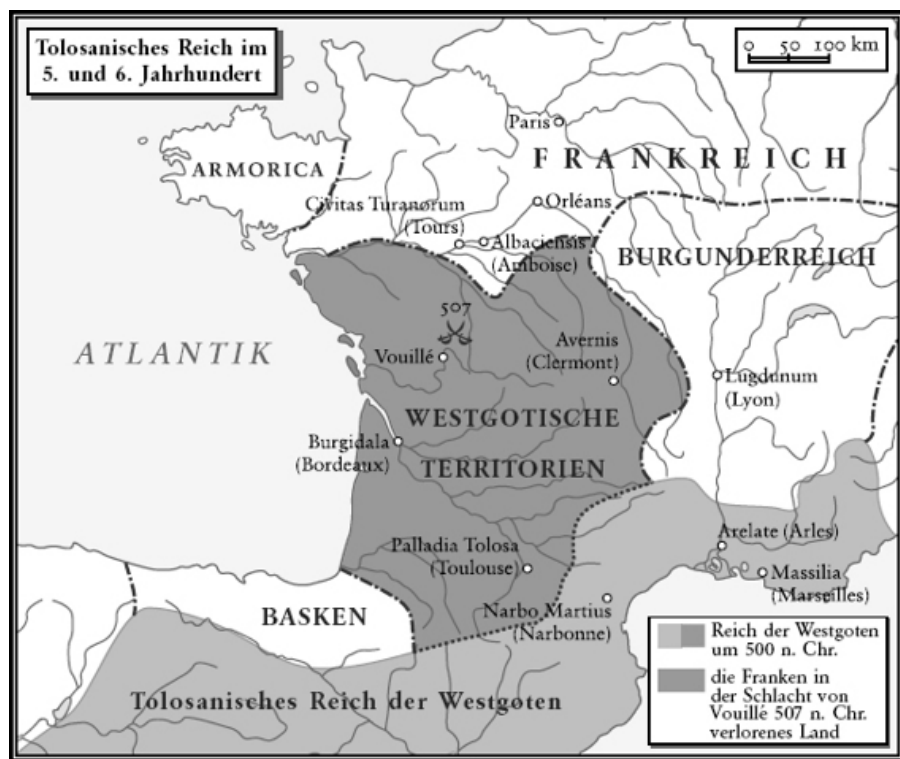 Tolosanisches Reich im
5. und 6. Jahrhundert
0 50 100 km
Paris
ARMORICA
FRANKREICH
Civitas Turanorum
(Tours)
Orléans
Albaciensis
(Amboise)
BURGUNDERREICH
507
ATLANTIK
Vouillé
Avernis
(Clermont)
Lugdunum
(Lyon)
WESTGOTISCHE
TERRITORIEN
Burgidala
(Bordeaux)
Arelate (Arles)
Palladia Tolosa
(Toulouse)
Massilia
(Marseilles)
BASKEN
Narbo Martius
(Narbonne)
Tolosanisches Reich der Westgoten
Reich der Westgoten
um 500 n. Chr.
die Franken in
der Schlacht von
Vouillé 507 n. Chr.
verlorenes Land